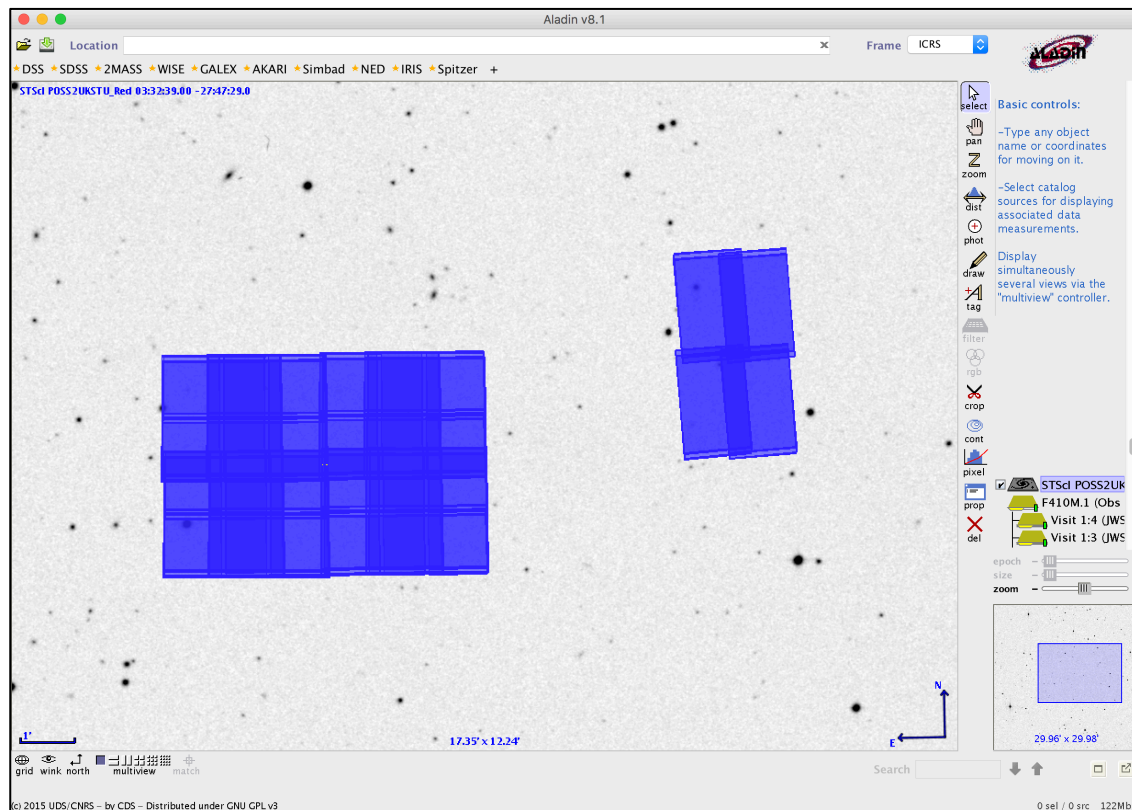 Aladin v8.1
Location
Frame ICRS
DSS SDSS 2MASS WISE GALEX AKARI Simbad NED IRIS Spitzer +
ALADIN
STScI POSS2UKSTU_Red 03:32:39.00 -27:47:29.0
select
pan
zoom
dist
phot
draw
tag
filter
rgb
crop
cont
pixel
prop
del
Basic controls:
-Type any object
name or coordinates
for moving on it.
-Select catalog
sources for displaying
associated data
measurements.
Display
simultaneously
several views via the
"multiview" controller.
STScI POSS2UK
F410M.1 (Obs
Visit 1:4 (JWS
Visit 1:3 (JWS
epoch
size
zoom
N
E
1'
17.35' x 12.24'
29.96' x 29.98'
grid wink north multiview match
Search
(c) 2015 UDS/CNRS - by CDS - Distributed under GNU GPL v3
0 sel / 0 src 122Mb